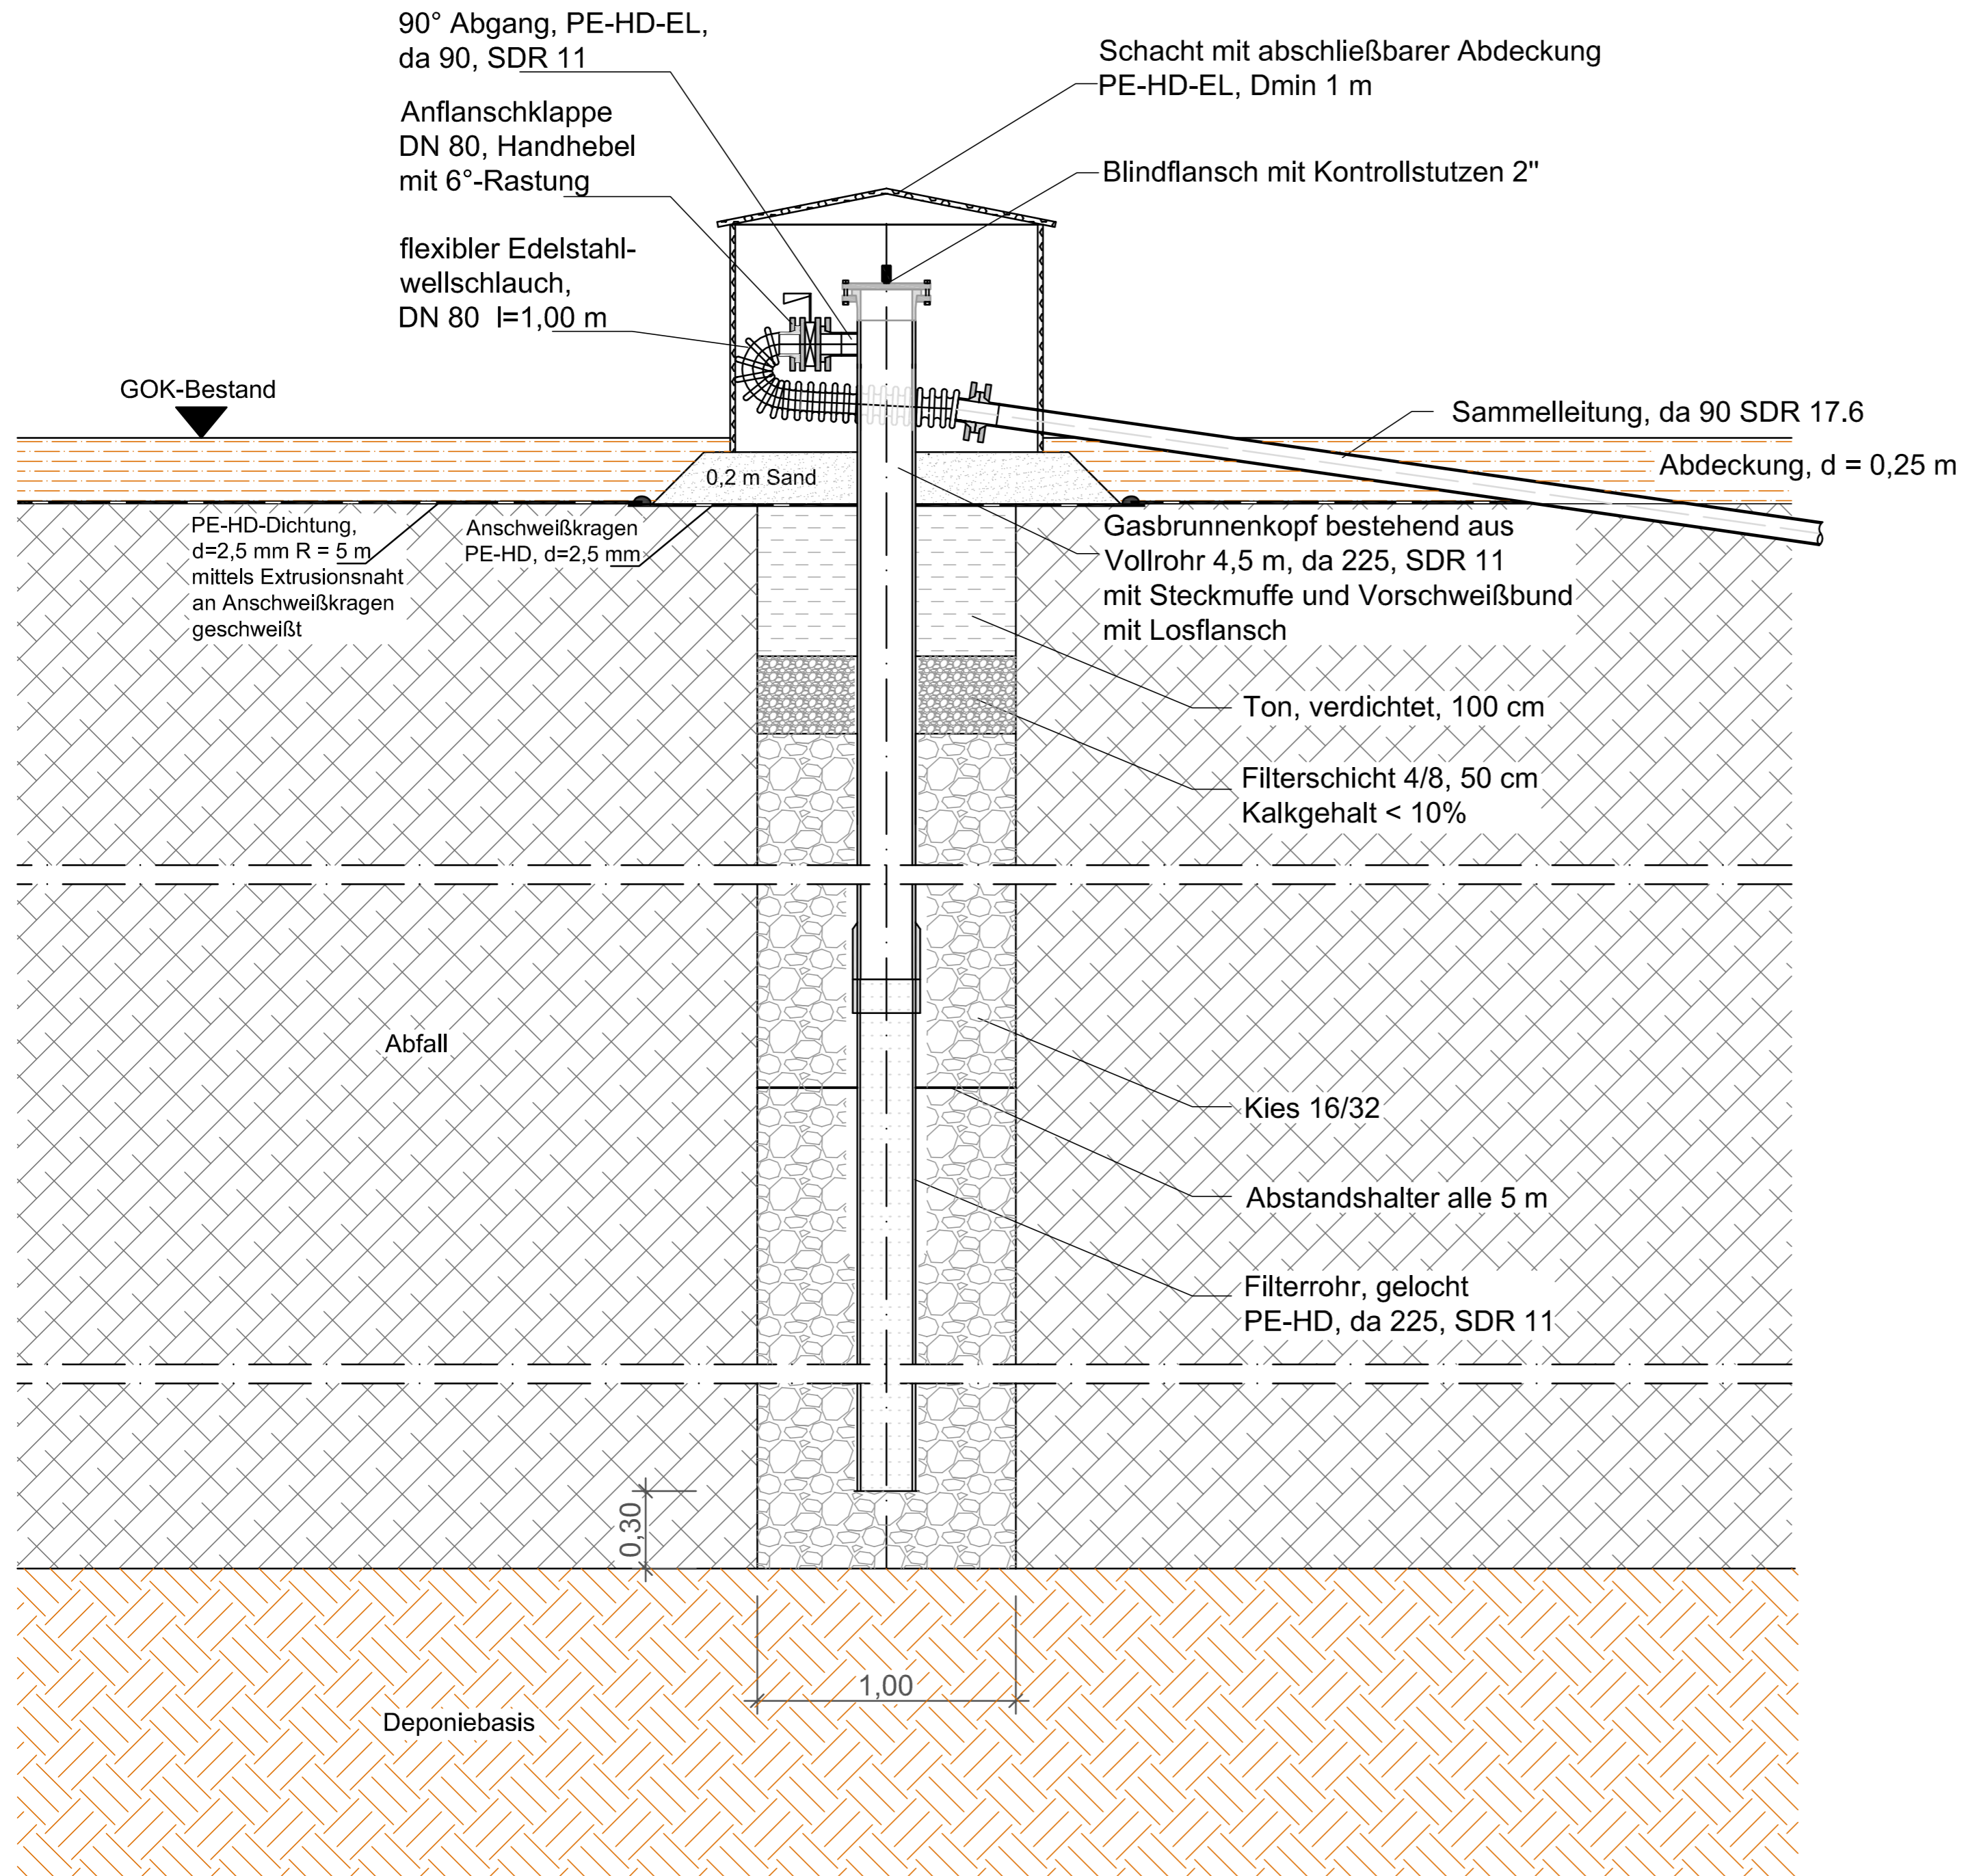 90° Abgang, PE-HD-EL,
da 90, SDR 11
Anflanschklappe
DN 80, Handhebel
mit 6°-Rastung
flexibler Edelstahl-
wellschlauch,
DN 80 l=1,00 m
GOK-Bestand
Schacht mit abschließbarer Abdeckung
PE-HD-EL, Dmin 1 m
Blindflansch mit Kontrollstutzen 2"
Sammelleitung, da 90 SDR 17.6
Abdeckung, d = 0,25 m
0,2 m Sand
PE-HD-Dichtung,
d=2,5 mm R = 5 m
mittels Extrusionsnaht
an Anschweißkragen
geschweißt
Anschweißkragen
PE-HD, d=2,5 mm
Gasbrunnenkopf bestehend aus
Vollrohr 4,5 m, da 225, SDR 11
mit Steckmuffe und Vorschweißbund
mit Losflansch
Ton, verdichtet, 100 cm
Filterschicht 4/8, 50 cm
Kalkgehalt < 10%
Abfall
Kies 16/32
Abstandshalter alle 5 m
Filterrohr, gelocht
PE-HD, da 225, SDR 11
0,30
1,00
Deponiebasis